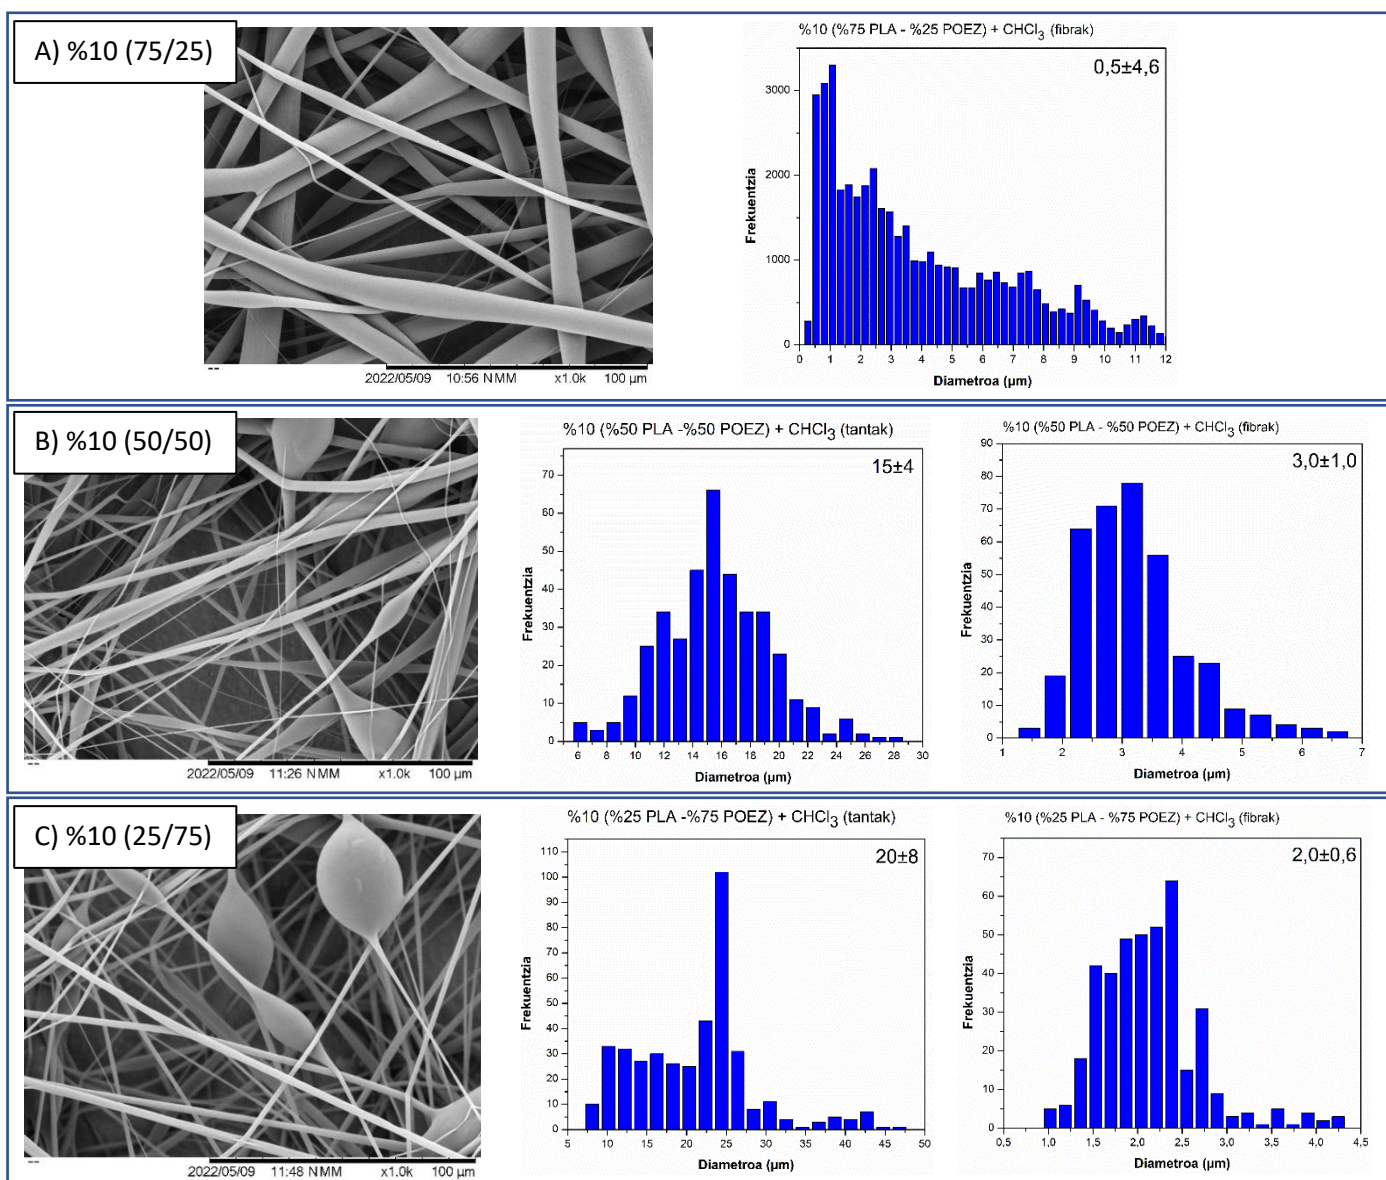 A) %10 (75/25)
2022/05/09 10:56 NMM x1.0k 100 µm
%10 (%75 PLA - %25 POEZ) + CHCl₃ (fibrak)
0,5±4,6
Frekuentzia
3000
2000
1000
0
0 1 2 3 4 5 6 7 8 9 10 11 12
Diametroa (µm)
B) %10 (50/50)
2022/05/09 11:26 NMM x1.0k 100 µm
%10 (%50 PLA -%50 POEZ) + CHCl₃ (tantak)
15±4
Frekuentzia
70
60
50
40
30
20
10
0
6 8 10 12 14 16 18 20 22 24 26 28 30
Diametroa (µm)
%10 (%50 PLA - %50 POEZ) + CHCl₃ (fibrak)
3,0±1,0
Frekuentzia
90
80
70
60
50
40
30
20
10
0
1 2 3 4 5 6 7
Diametroa (µm)
C) %10 (25/75)
2022/05/09 11:48 NMM x1.0k 100 µm
%10 (%25 PLA -%75 POEZ) + CHCl₃ (tantak)
20±8
Frekuentzia
110
100
90
80
70
60
50
40
30
20
10
0
5 10 15 20 25 30 35 40 45 50
Diametroa (µm)
%10 (%25 PLA - %75 POEZ) + CHCl₃ (fibrak)
2,0±0,6
Frekuentzia
70
60
50
40
30
20
10
0
0,5 1,0 1,5 2,0 2,5 3,0 3,5 4,0 4,5
Diametroa (µm)